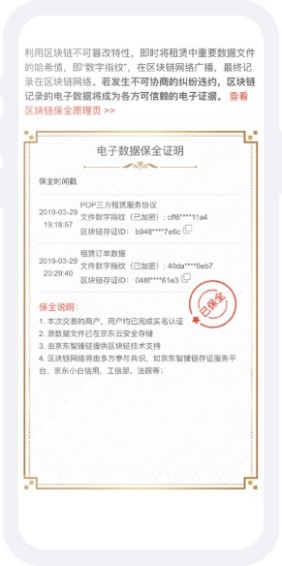 利用区块链不可篡改特性，即时将租赁中重要数据文件
的哈希值，即“数字指纹”，在区块链网络广播，最终记
录在区块链网络。若发生不可协商的纠纷违约，区块链
记录的电子数据将成为各方可信赖的电子证据。查看
区块链保全原理页 >>
电子数据保全证明
保全时间戳
2019-03-29
19:18:57
POP三方租赁服务协议
文件数字指纹（已加密）: cff6****11a4
区块链存证ID： b948****7e6c
2019-03-29
20:29:40
租赁订单数据
文件数字指纹（已加密）: 40da****0eb7
区块链存证ID： 048f****61e3
已保全
保全说明：
1. 本次交易的商户，用户均已完成实名认证
2. 源数据文件已在京东云安全存储
3. 由京东智臻链提供区块链技术支持
4. 区块链网络将由多方参与共识，如京东智臻链存证服务平
台、京东小白信用，工信部，法院等；